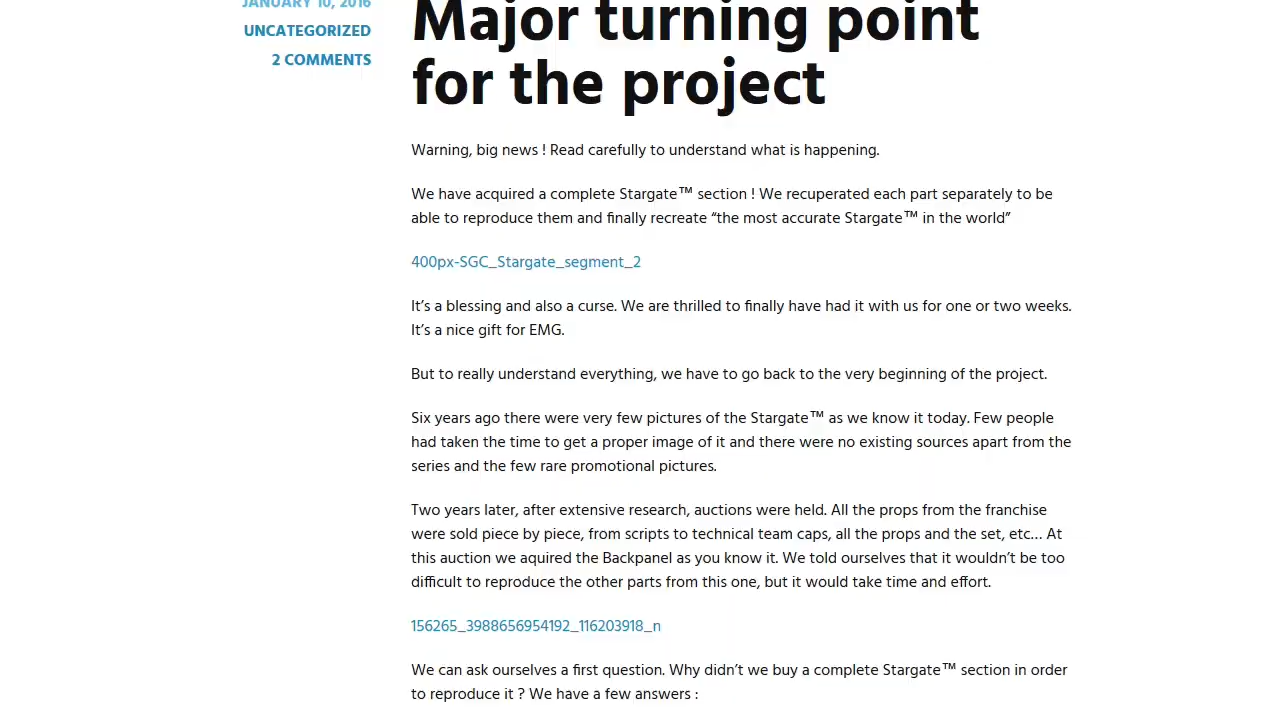 JANUARY 10, 2016
UNCATEGORIZED
2 COMMENTS
Major turning point
for the project
Warning, big news ! Read carefully to understand what is happening.
We have acquired a complete Stargate™ section ! We recuperated each part separately to be
able to reproduce them and finally recreate “the most accurate Stargate™ in the world”
400px-SGC_Stargate_segment_2
It’s a blessing and also a curse. We are thrilled to finally have had it with us for one or two weeks.
It’s a nice gift for EMG.
But to really understand everything, we have to go back to the very beginning of the project.
Six years ago there were very few pictures of the Stargate™ as we know it today. Few people
had taken the time to get a proper image of it and there were no existing sources apart from the
series and the few rare promotional pictures.
Two years later, after extensive research, auctions were held. All the props from the franchise
were sold piece by piece, from scripts to technical team caps, all the props and the set, etc… At
this auction we aquired the Backpanel as you know it. We told ourselves that it wouldn’t be too
difficult to reproduce the other parts from this one, but it would take time and effort.
156265_3988656954192_116203918_n
We can ask ourselves a first question. Why didn’t we buy a complete Stargate™ section in order
to reproduce it ? We have a few answers :